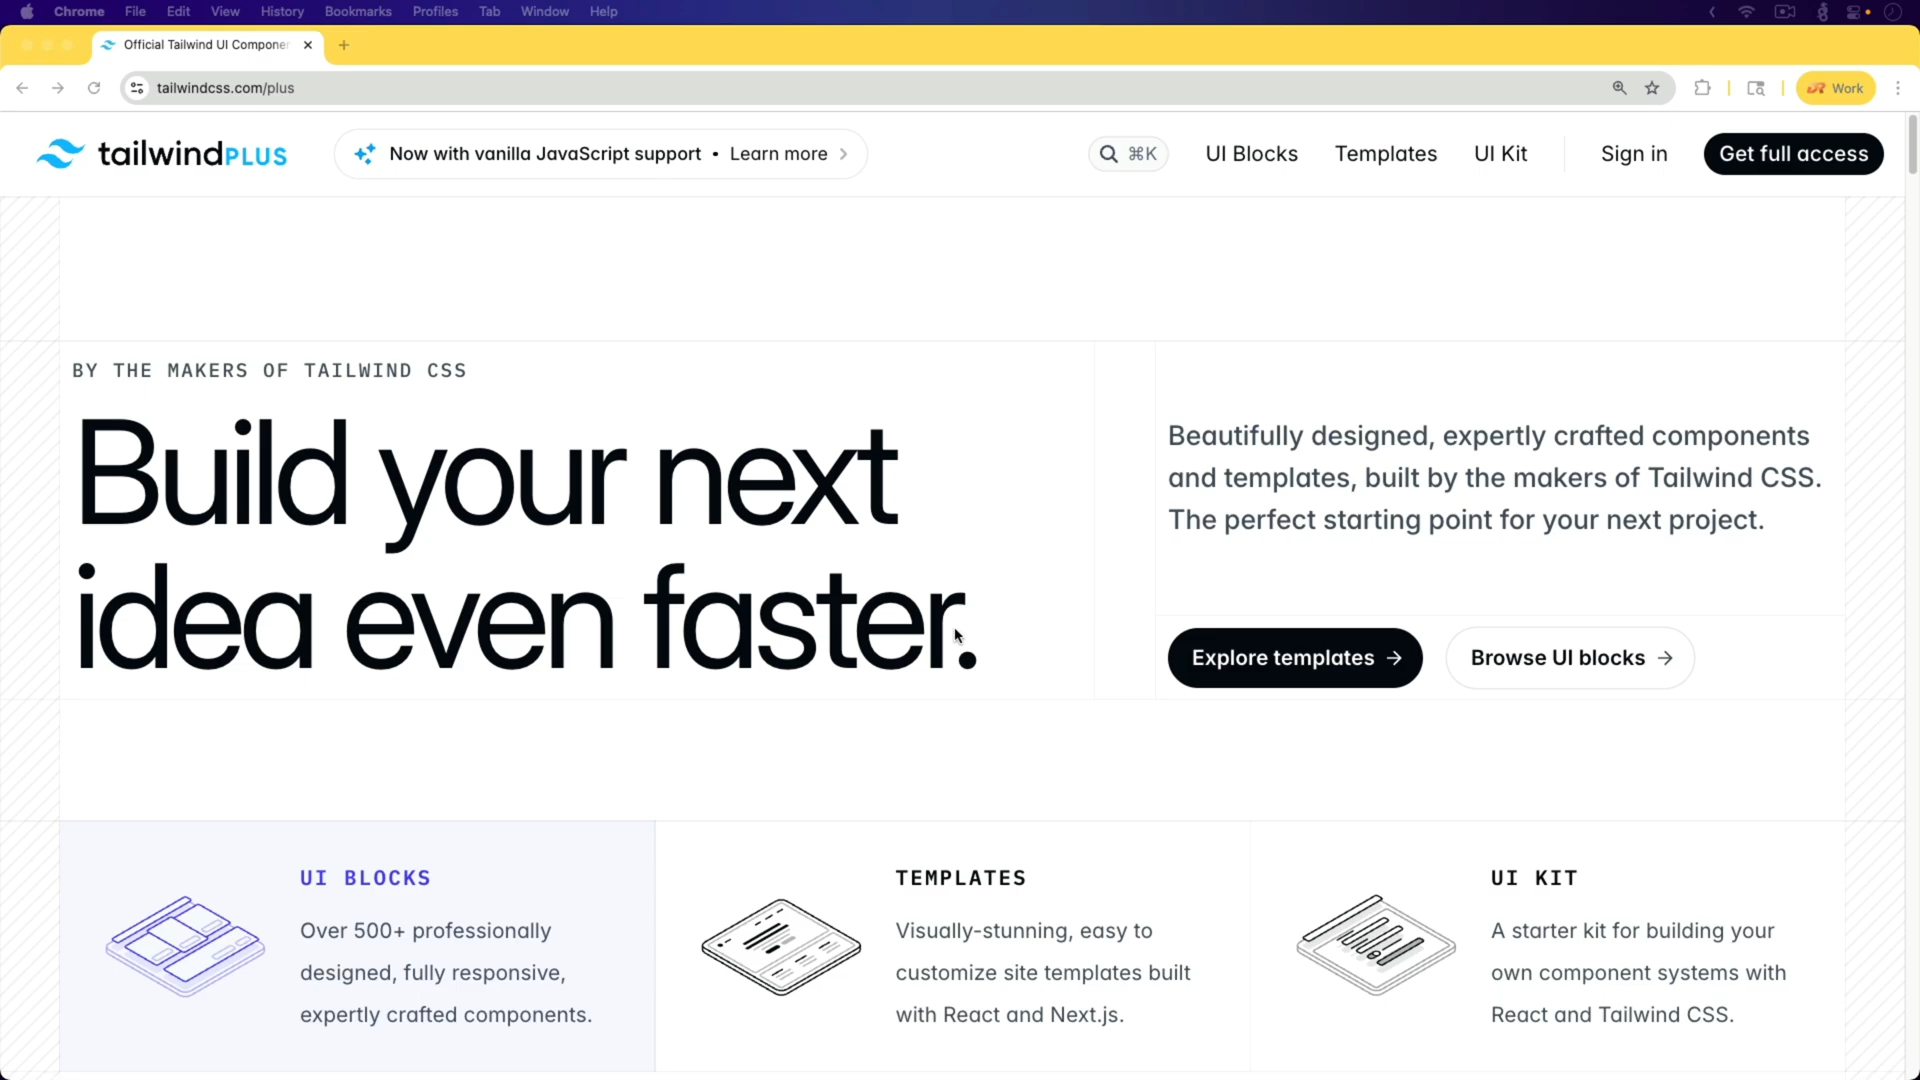 Chrome File Edit View History Bookmarks Profiles Tab Window Help
Official Tailwind UI Componen
tailwindcss.com/plus
Work
tailwindPLUS
Now with vanilla JavaScript support • Learn more
⌘K
UI Blocks
Templates
UI Kit
Sign in
Get full access
BY THE MAKERS OF TAILWIND CSS
Build your next
idea even faster.
Beautifully designed, expertly crafted components
and templates, built by the makers of Tailwind CSS.
The perfect starting point for your next project.
Explore templates →
Browse UI blocks →
UI BLOCKS
Over 500+ professionally
designed, fully responsive,
expertly crafted components.
TEMPLATES
Visually-stunning, easy to
customize site templates built
with React and Next.js.
UI KIT
A starter kit for building your
own component systems with
React and Tailwind CSS.